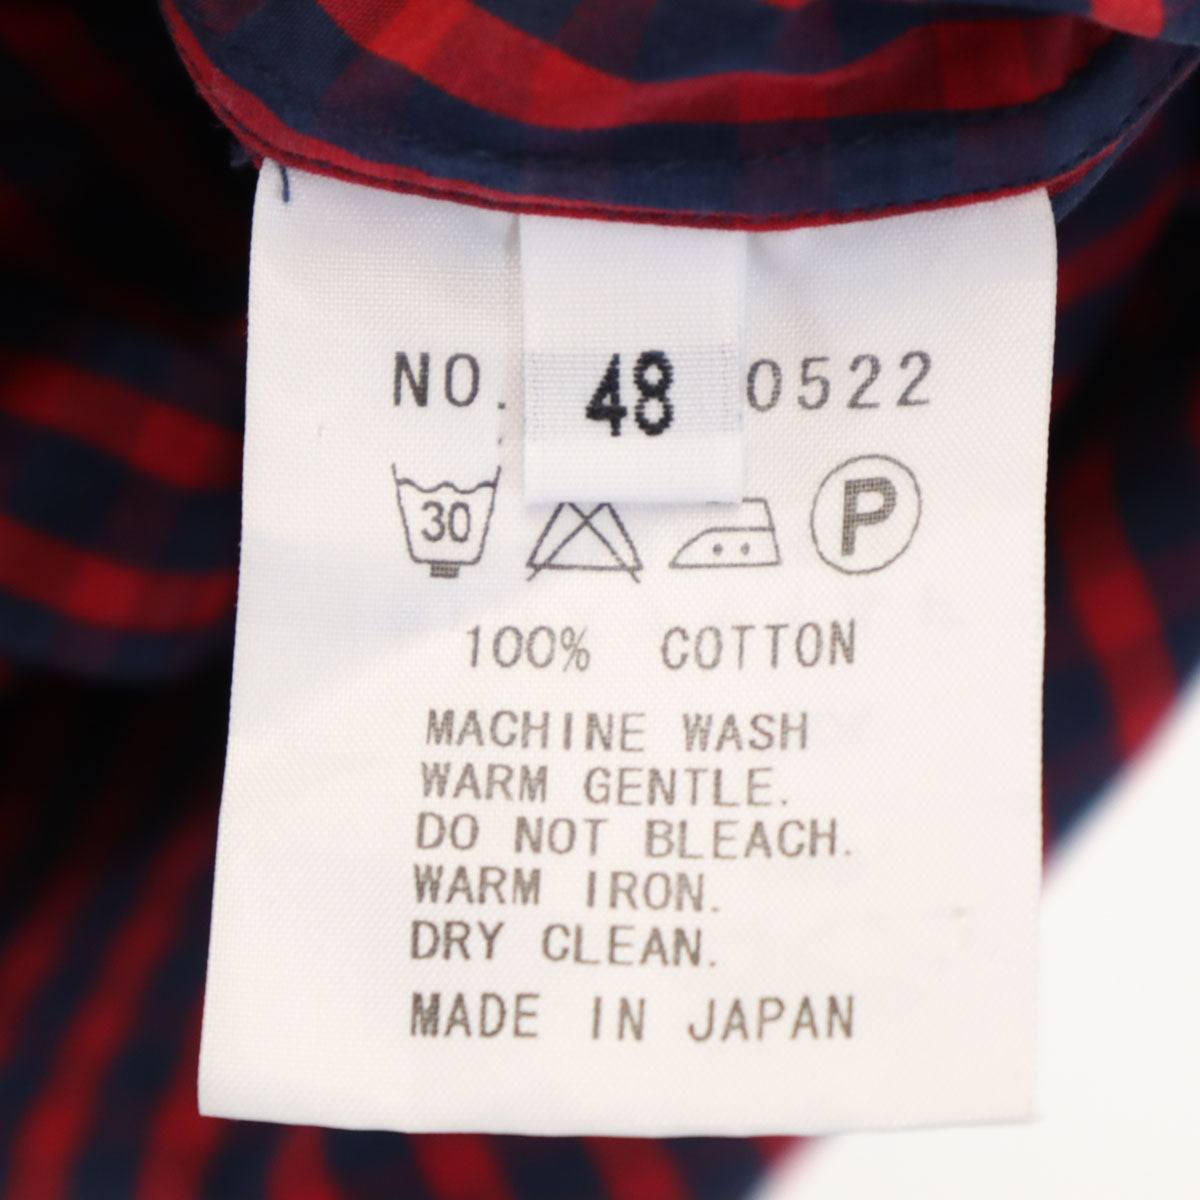 NO. 48 0522
30 P
100% COTTON
MACHINE WASH
WARM GENTLE.
DO NOT BLEACH.
WARM IRON.
DRY CLEAN.
MADE IN JAPAN